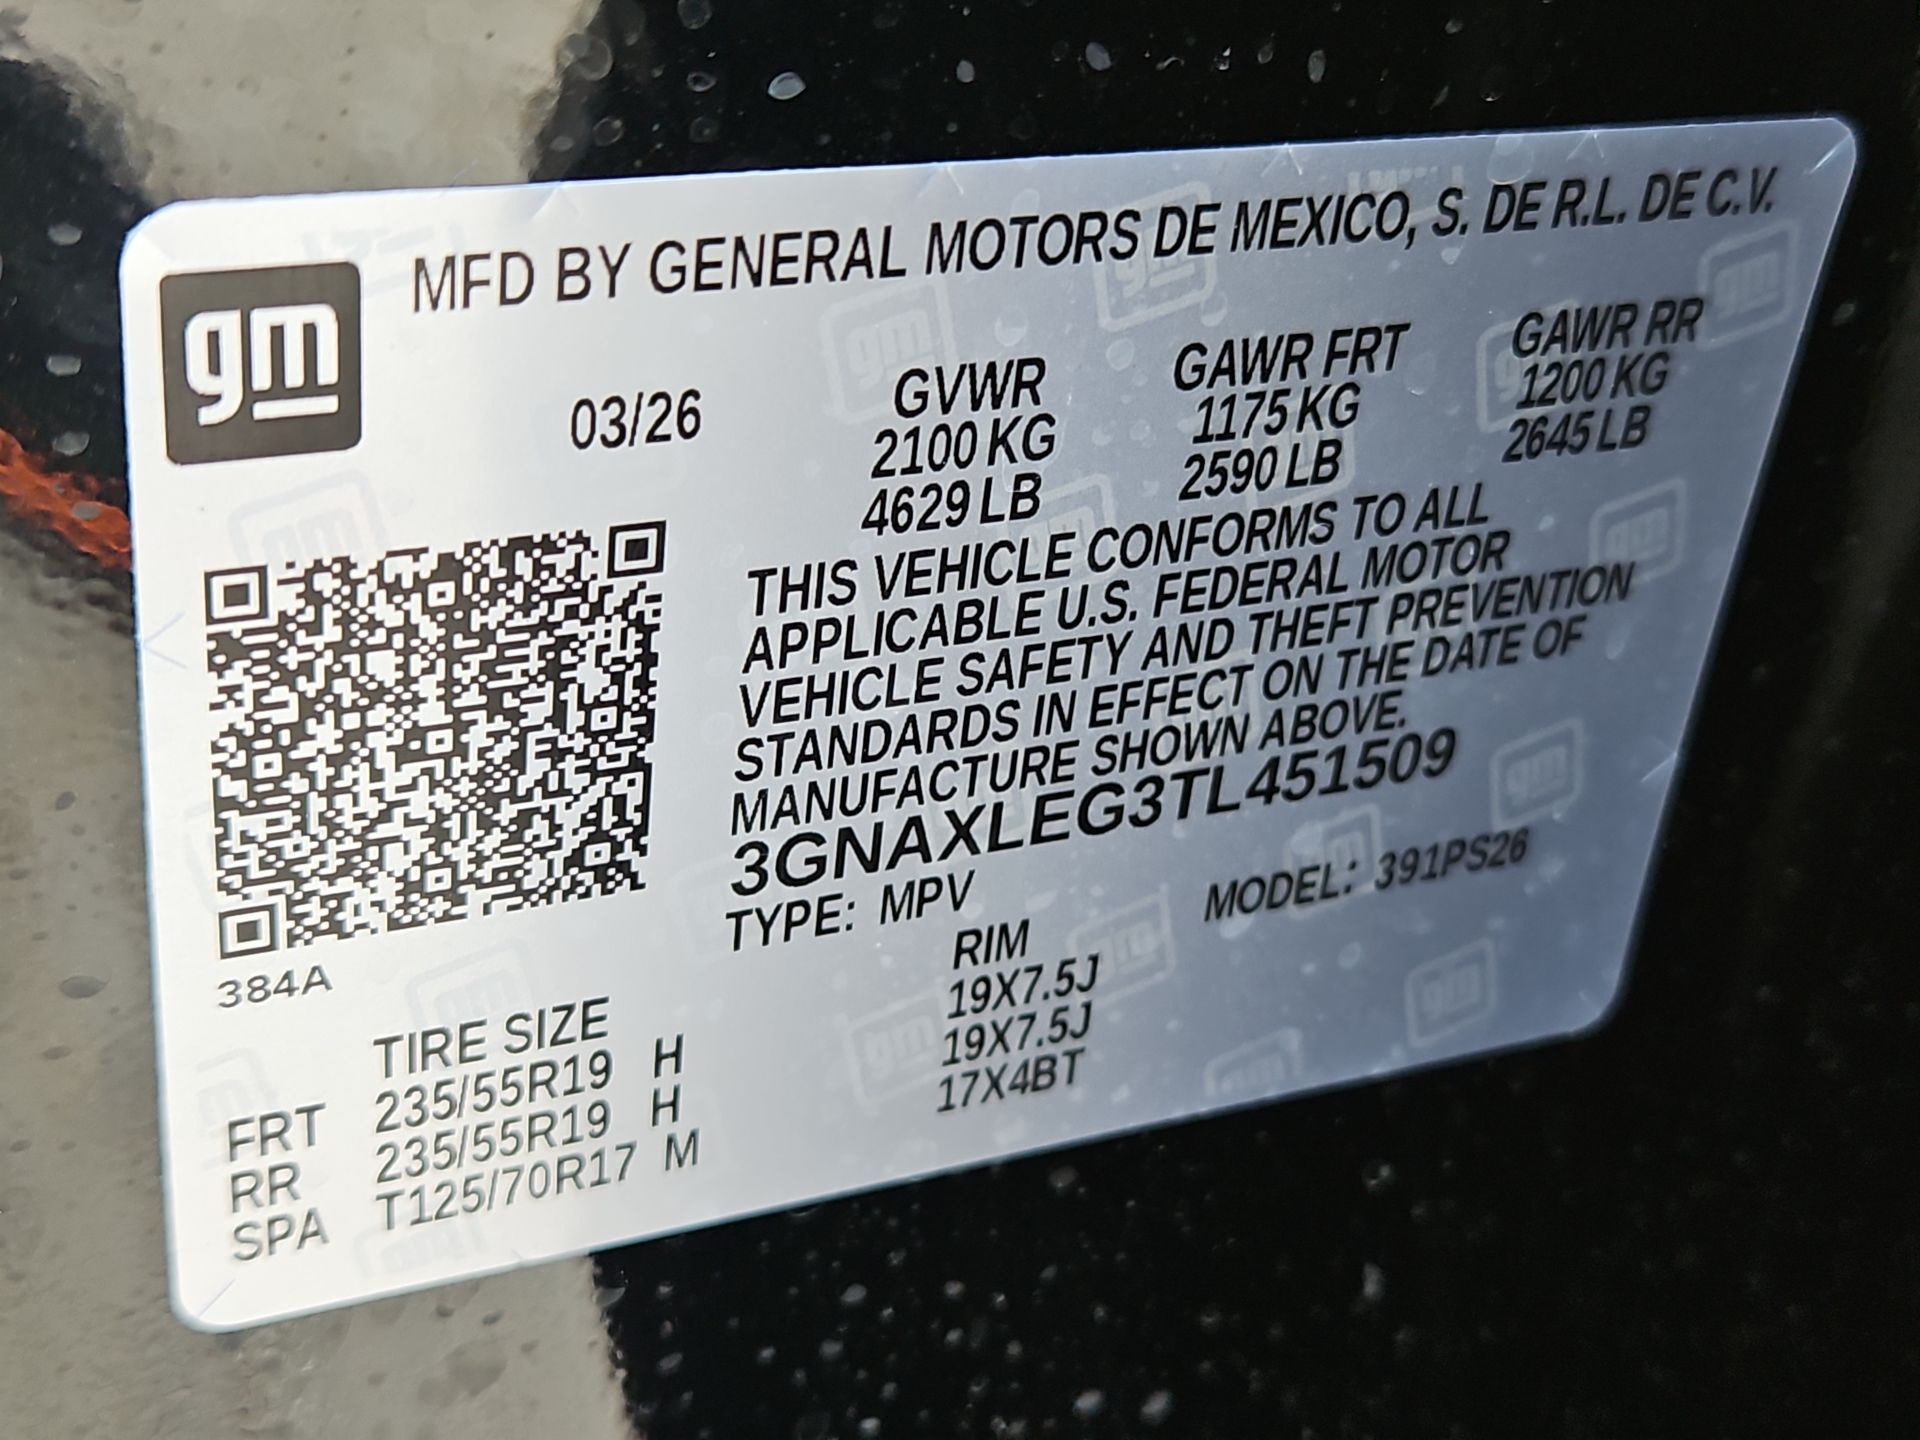 gm
MFD BY GENERAL MOTORS DE MEXICO, S. DE R.L. DE C.V.
03/26
GVWR GAWR FRT GAWR RR
2100 KG 1175 KG 1200 KG
4629 LB 2590 LB 2645 LB
THIS VEHICLE CONFORMS TO ALL
APPLICABLE U.S. FEDERAL MOTOR
VEHICLE SAFETY AND THEFT PREVENTION
STANDARDS IN EFFECT ON THE DATE OF
MANUFACTURE SHOWN ABOVE.
3GNAXLEG3TL451509
TYPE: MPV MODEL: 391PS26
384A
TIRE SIZE RIM
FRT 235/55R19 H 19X7.5J
RR 235/55R19 H 19X7.5J
SPA T125/70R17 M 17X4BT